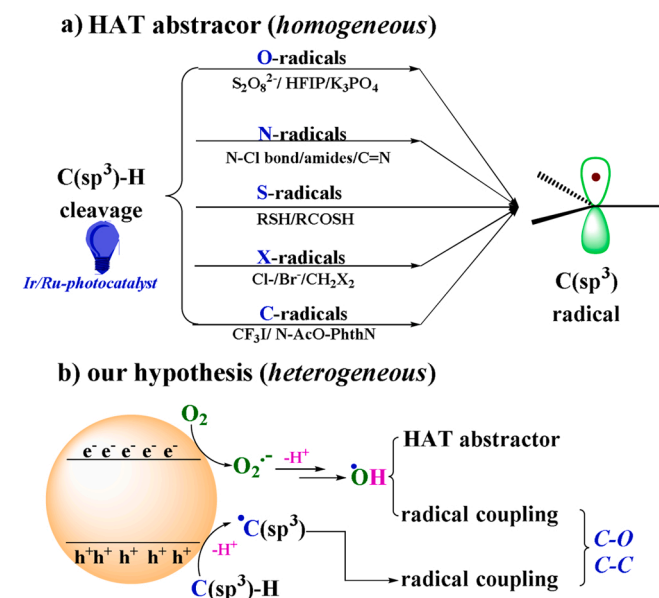 a) HAT abstracor (homogeneous)
O-radicals
S₂O₈²⁻/ HFIP/K₃PO₄
N-radicals
N-Cl bond/amides/C=N
C(sp³)-H
cleavage
S-radicals
RSH/RCOSH
Ir/Ru-photocatalyst
X-radicals
Cl-/Br⁻/CH₂X₂
C-radicals
CF₃I/ N-AcO-PhthN
C(sp³)
radical
b) our hypothesis (heterogeneous)
O₂
e⁻ e⁻ e⁻ e⁻ e⁻
O₂•⁻
-H⁺
•OH
HAT abstractor
radical coupling
h⁺h⁺ h⁺ h⁺ h⁺
-H⁺
•C(sp³)
C(sp³)-H
radical coupling
C-O
C-C